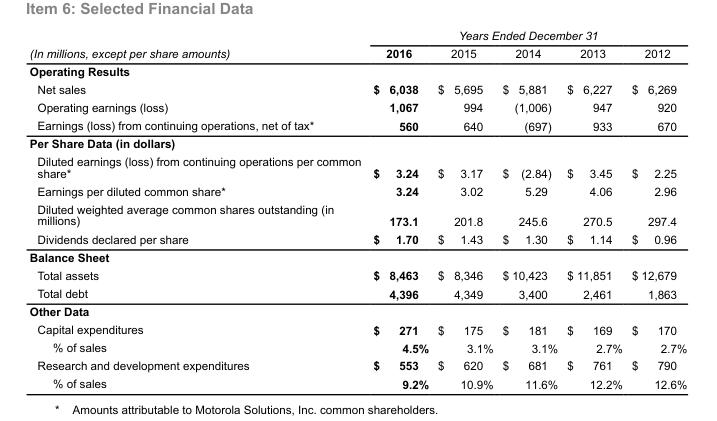 Item 6: Selected Financial Data
Years Ended December 31
(In millions, except per share amounts) 2016 2015 2014 2013 2012
Operating Results
Net sales $ 6,038 $ 5,695 $ 5,881 $ 6,227 $ 6,269
Operating earnings (loss) 1,067 994 (1,006) 947 920
Earnings (loss) from continuing operations, net of tax* 560 640 (697) 933 670
Per Share Data (in dollars)
Diluted earnings (loss) from continuing operations per common
share* $ 3.24 $ 3.17 $ (2.84) $ 3.45 $ 2.25
Earnings per diluted common share* 3.24 3.02 5.29 4.06 2.96
Diluted weighted average common shares outstanding (in
millions) 173.1 201.8 245.6 270.5 297.4
Dividends declared per share $ 1.70 $ 1.43 $ 1.30 $ 1.14 $ 0.96
Balance Sheet
Total assets $ 8,463 $ 8,346 $ 10,423 $ 11,851 $ 12,679
Total debt 4,396 4,349 3,400 2,461 1,863
Other Data
Capital expenditures $ 271 $ 175 $ 181 $ 169 $ 170
% of sales 4.5% 3.1% 3.1% 2.7% 2.7%
Research and development expenditures $ 553 $ 620 $ 681 $ 761 $ 790
% of sales 9.2% 10.9% 11.6% 12.2% 12.6%
* Amounts attributable to Motorola Solutions, Inc. common shareholders.